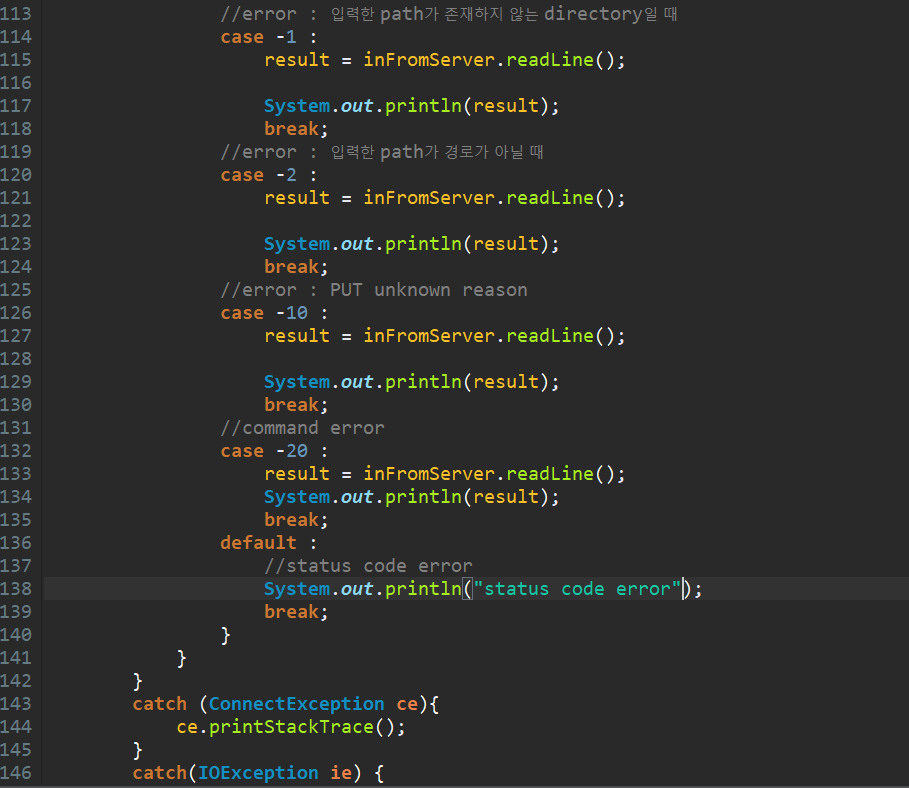 113 //error : 입력한 path가 존재하지 않는 directory일 때
114 case -1 :
115 result = inFromServer.readLine();
116
117 System.out.println(result);
118 break;
119 //error : 입력한 path가 경로가 아닐 때
120 case -2 :
121 result = inFromServer.readLine();
122
123 System.out.println(result);
124 break;
125 //error : PUT unknown reason
126 case -10 :
127 result = inFromServer.readLine();
128
129 System.out.println(result);
130 break;
131 //command error
132 case -20 :
133 result = inFromServer.readLine();
134 System.out.println(result);
135 break;
136 default :
137 //status code error
138 System.out.println("status code error");
139 break;
140 }
141 }
142 }
143 catch (ConnectException ce){
144 ce.printStackTrace();
145 }
146 catch(IOException ie) {